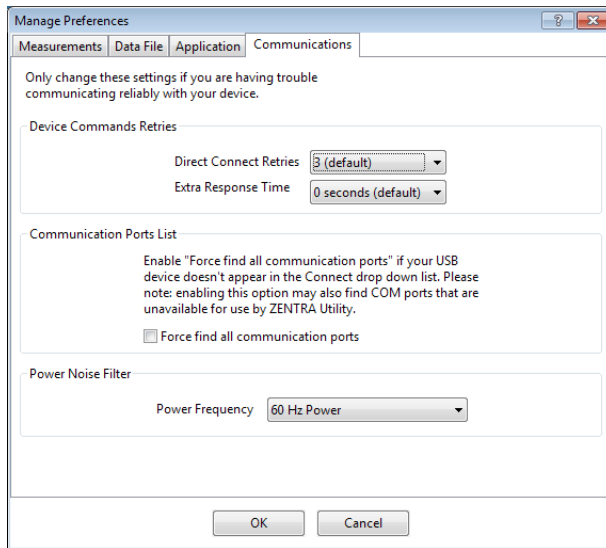 Manage Preferences
?
Measurements Data File Application Communications
Only change these settings if you are having trouble
communicating reliably with your device.
Device Commands Retries
Direct Connect Retries 3 (default)
Extra Response Time 0 seconds (default)
Communication Ports List
Enable "Force find all communication ports" if your USB
device doesn't appear in the Connect drop down list. Please
note: enabling this option may also find COM ports that are
unavailable for use by ZENTRA Utility.
Force find all communication ports
Power Noise Filter
Power Frequency 60 Hz Power
OK Cancel